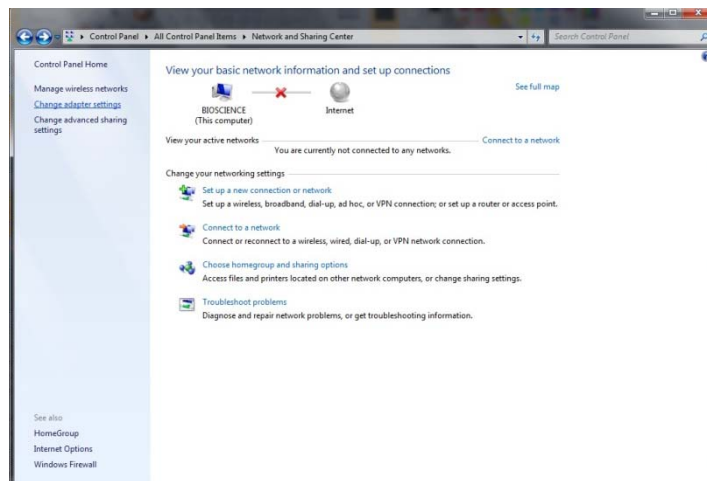 Control Panel ▸ All Control Panel Items ▸ Network and Sharing Center
Search Control Panel
Control Panel Home
Manage wireless networks
Change adapter settings
Change advanced sharing
settings
View your basic network information and set up connections
See full map
BIOSCIENCE
(This computer)
Internet
View your active networks
Connect to a network
You are currently not connected to any networks.
Change your networking settings
Set up a new connection or network
Set up a wireless, broadband, dial-up, ad hoc, or VPN connection; or set up a router or access point.
Connect to a network
Connect or reconnect to a wireless, wired, dial-up, or VPN network connection.
Choose homegroup and sharing options
Access files and printers located on other network computers, or change sharing settings.
Troubleshoot problems
Diagnose and repair network problems, or get troubleshooting information.
See also
HomeGroup
Internet Options
Windows Firewall